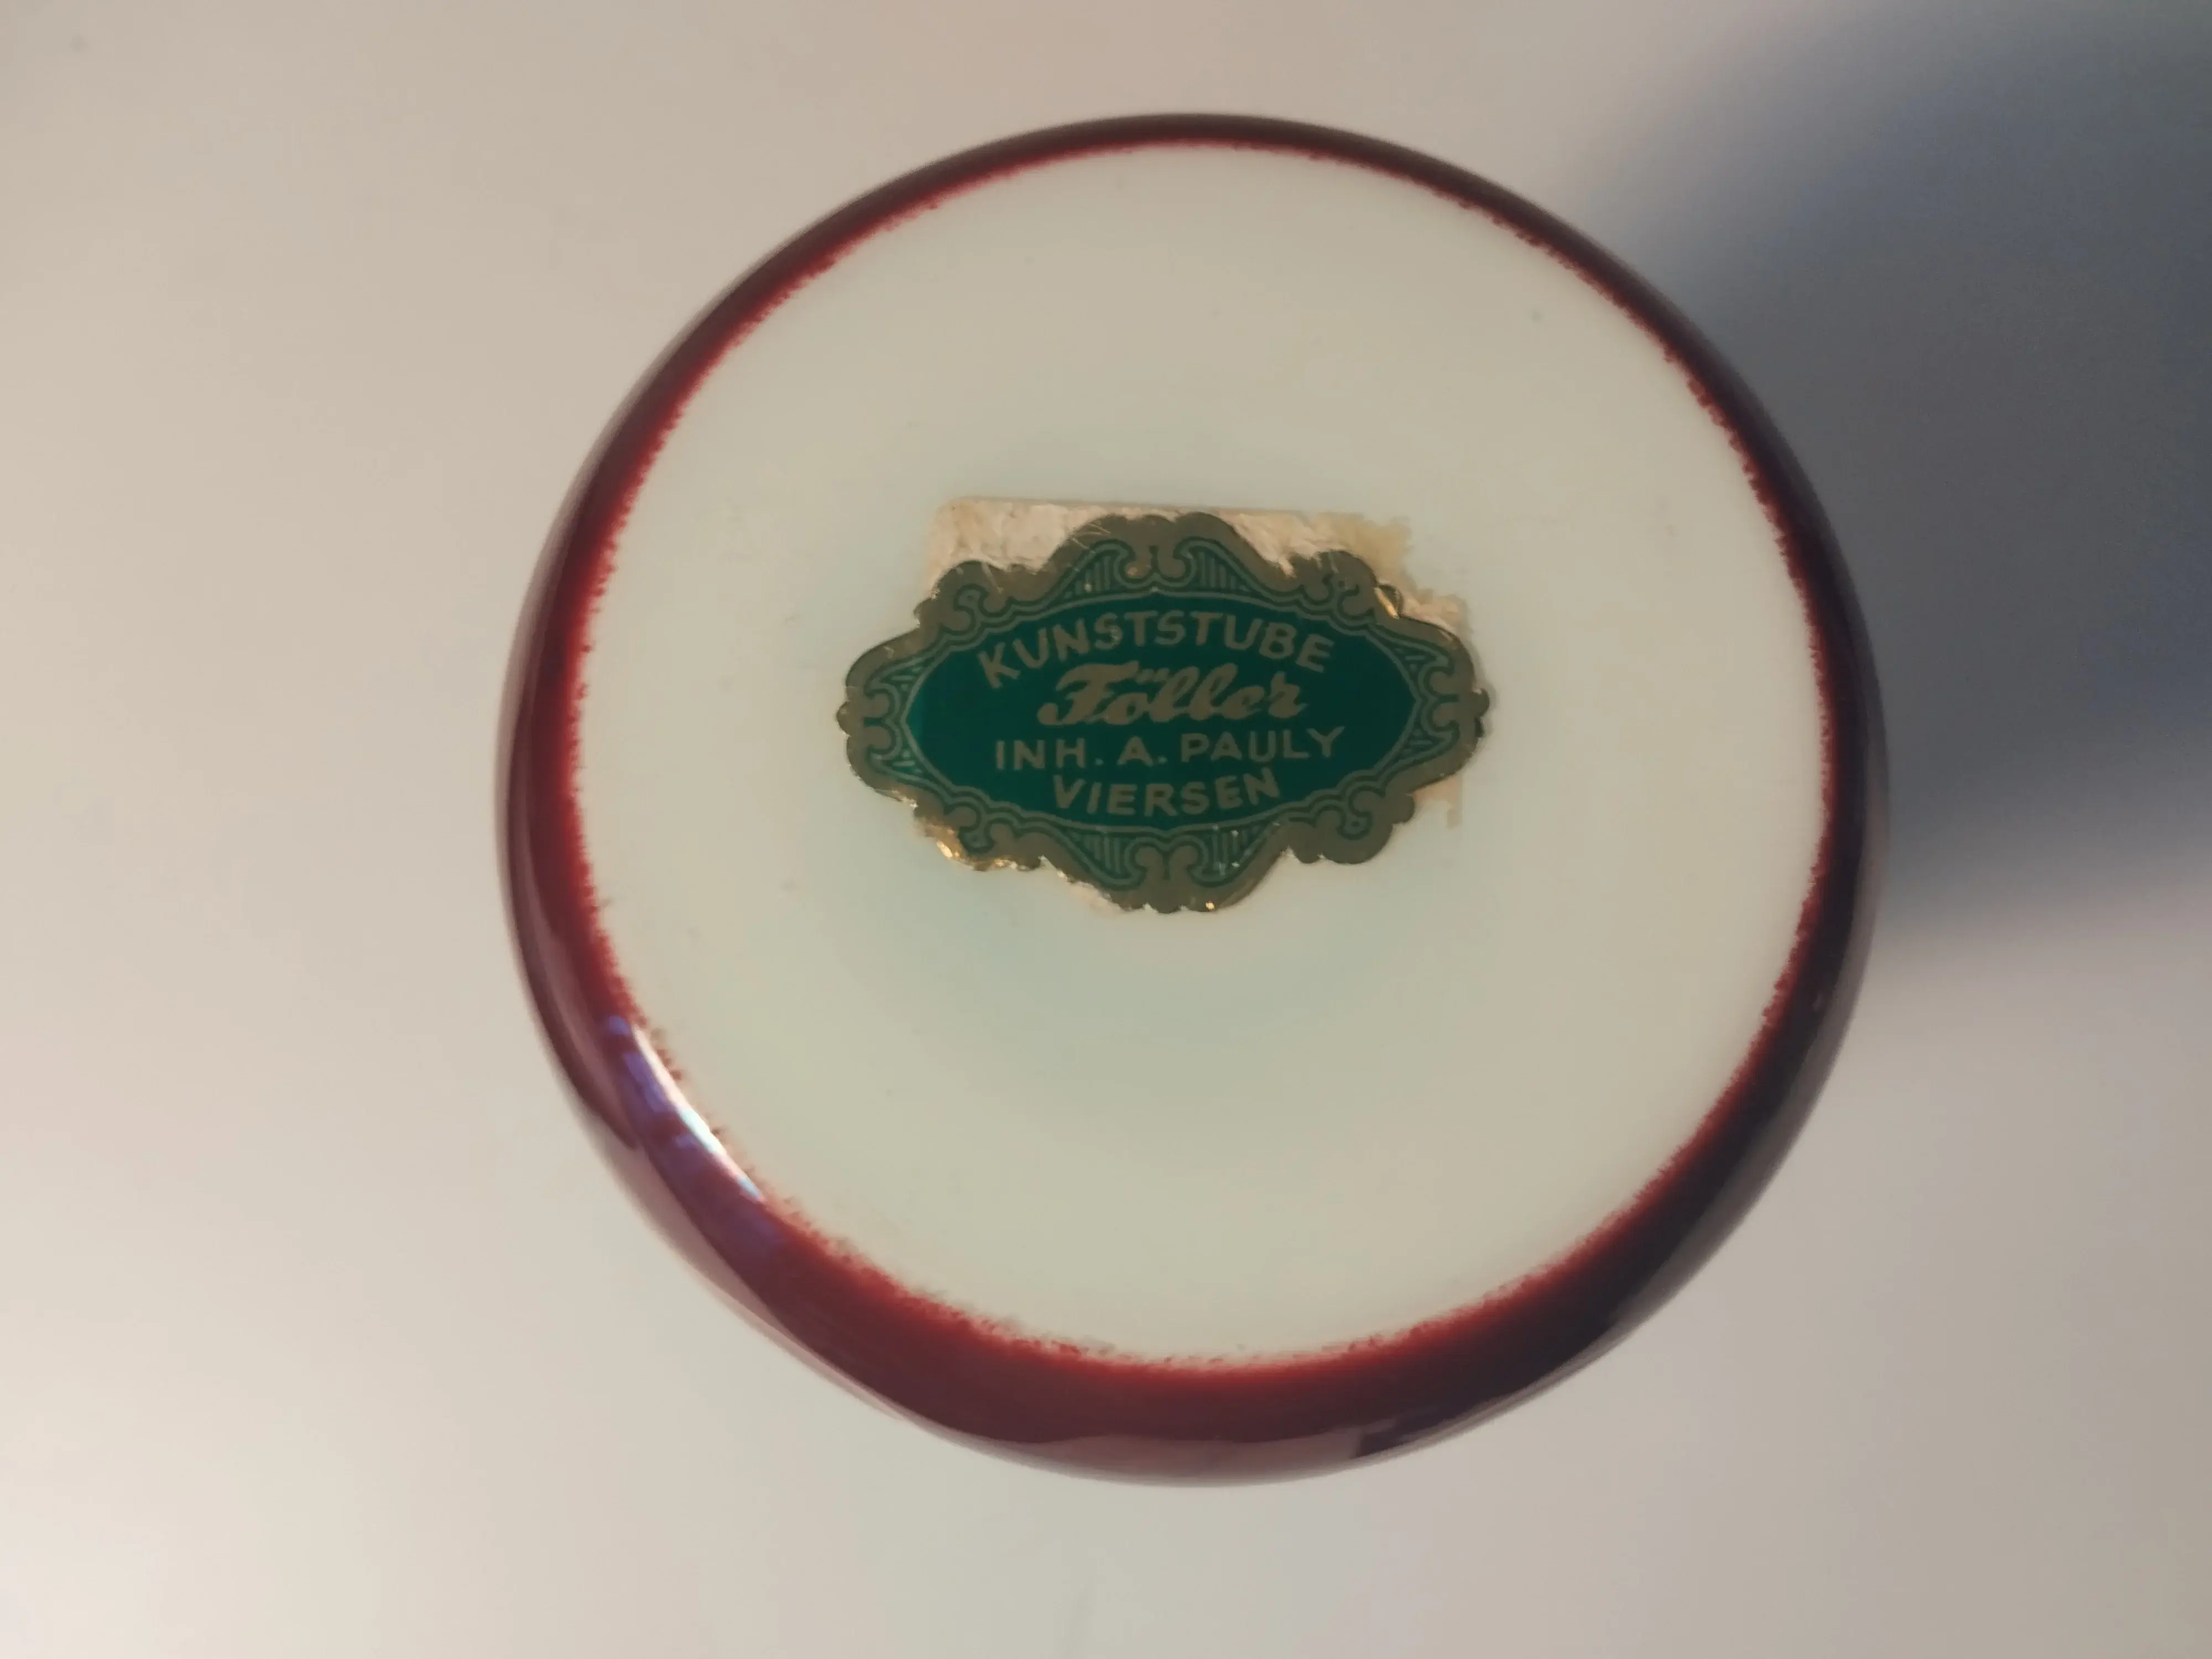 KUNSTSTUBE
Föller
INH. A. PAULY
VIERSEN